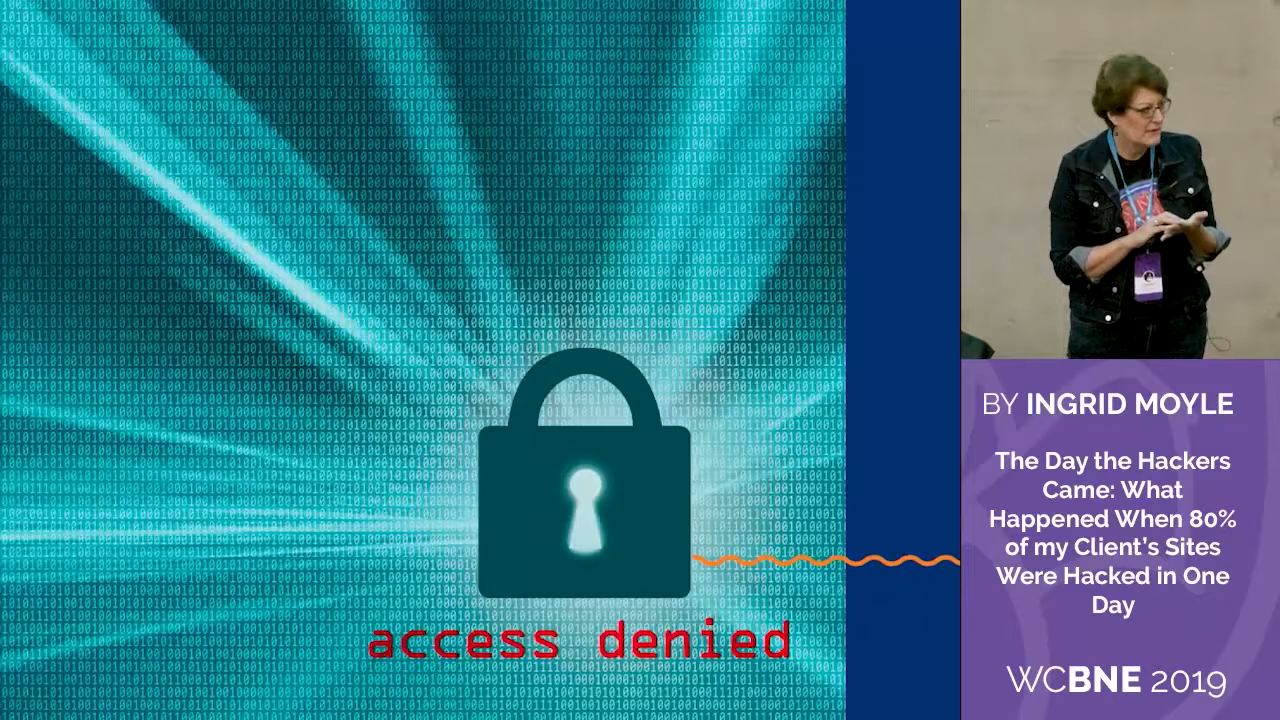 access denied
BY INGRID MOYLE
The Day the Hackers
Came: What
Happened When 80%
of my Client's Sites
Were Hacked in One
Day
WCBNE 2019